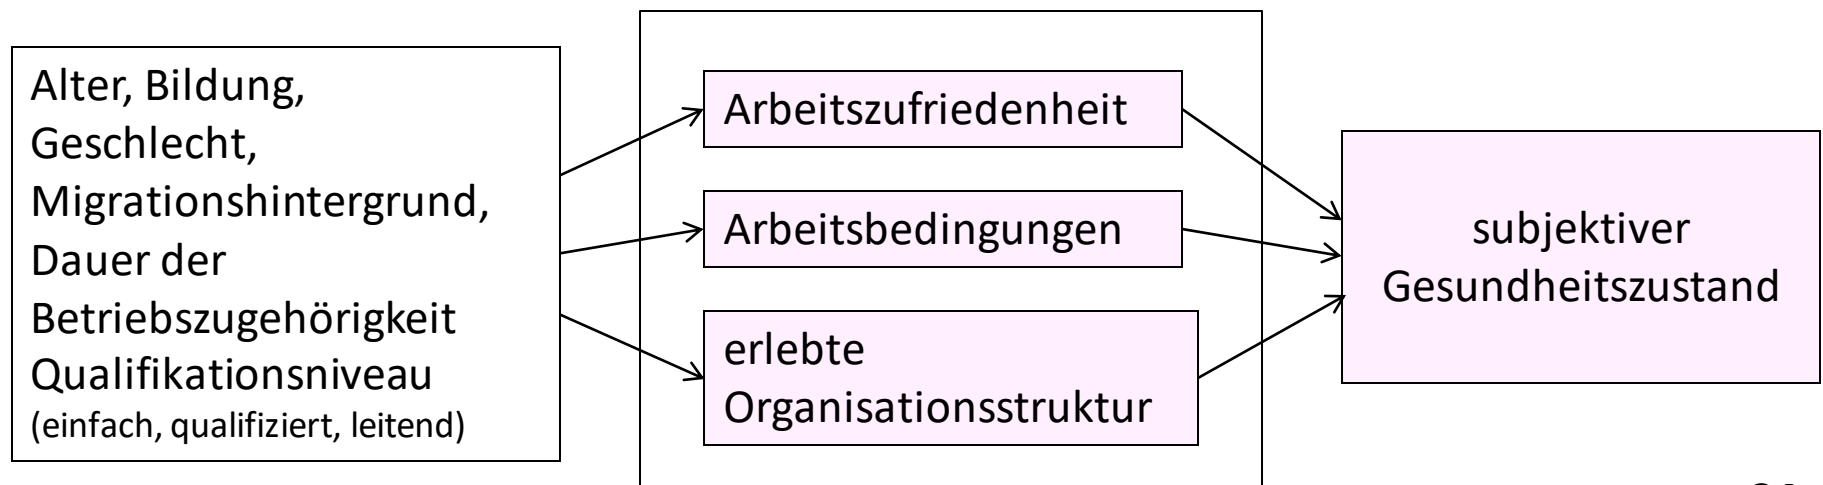 Alter, Bildung,
Geschlecht,
Migrationshintergrund,
Dauer der
Betriebszugehörigkeit
Qualifikationsniveau
(einfach, qualifiziert, leitend)
Arbeitszufriedenheit
Arbeitsbedingungen
erlebte
Organisationsstruktur
subjektiver
Gesundheitszustand